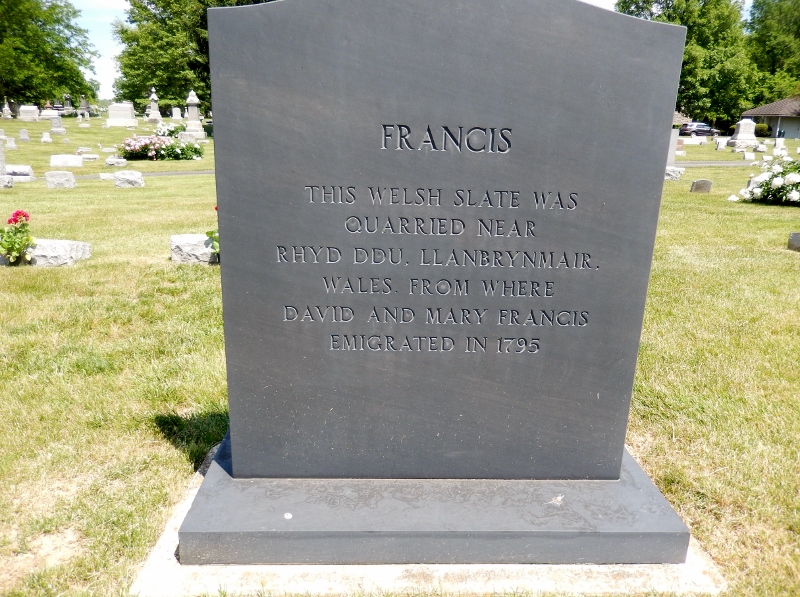 FRANCIS
THIS WELSH SLATE WAS
QUARRIED NEAR
RHYD DDU, LLANBRYNMAIR,
WALES, FROM WHERE
DAVID AND MARY FRANCIS
EMIGRATED IN 1795